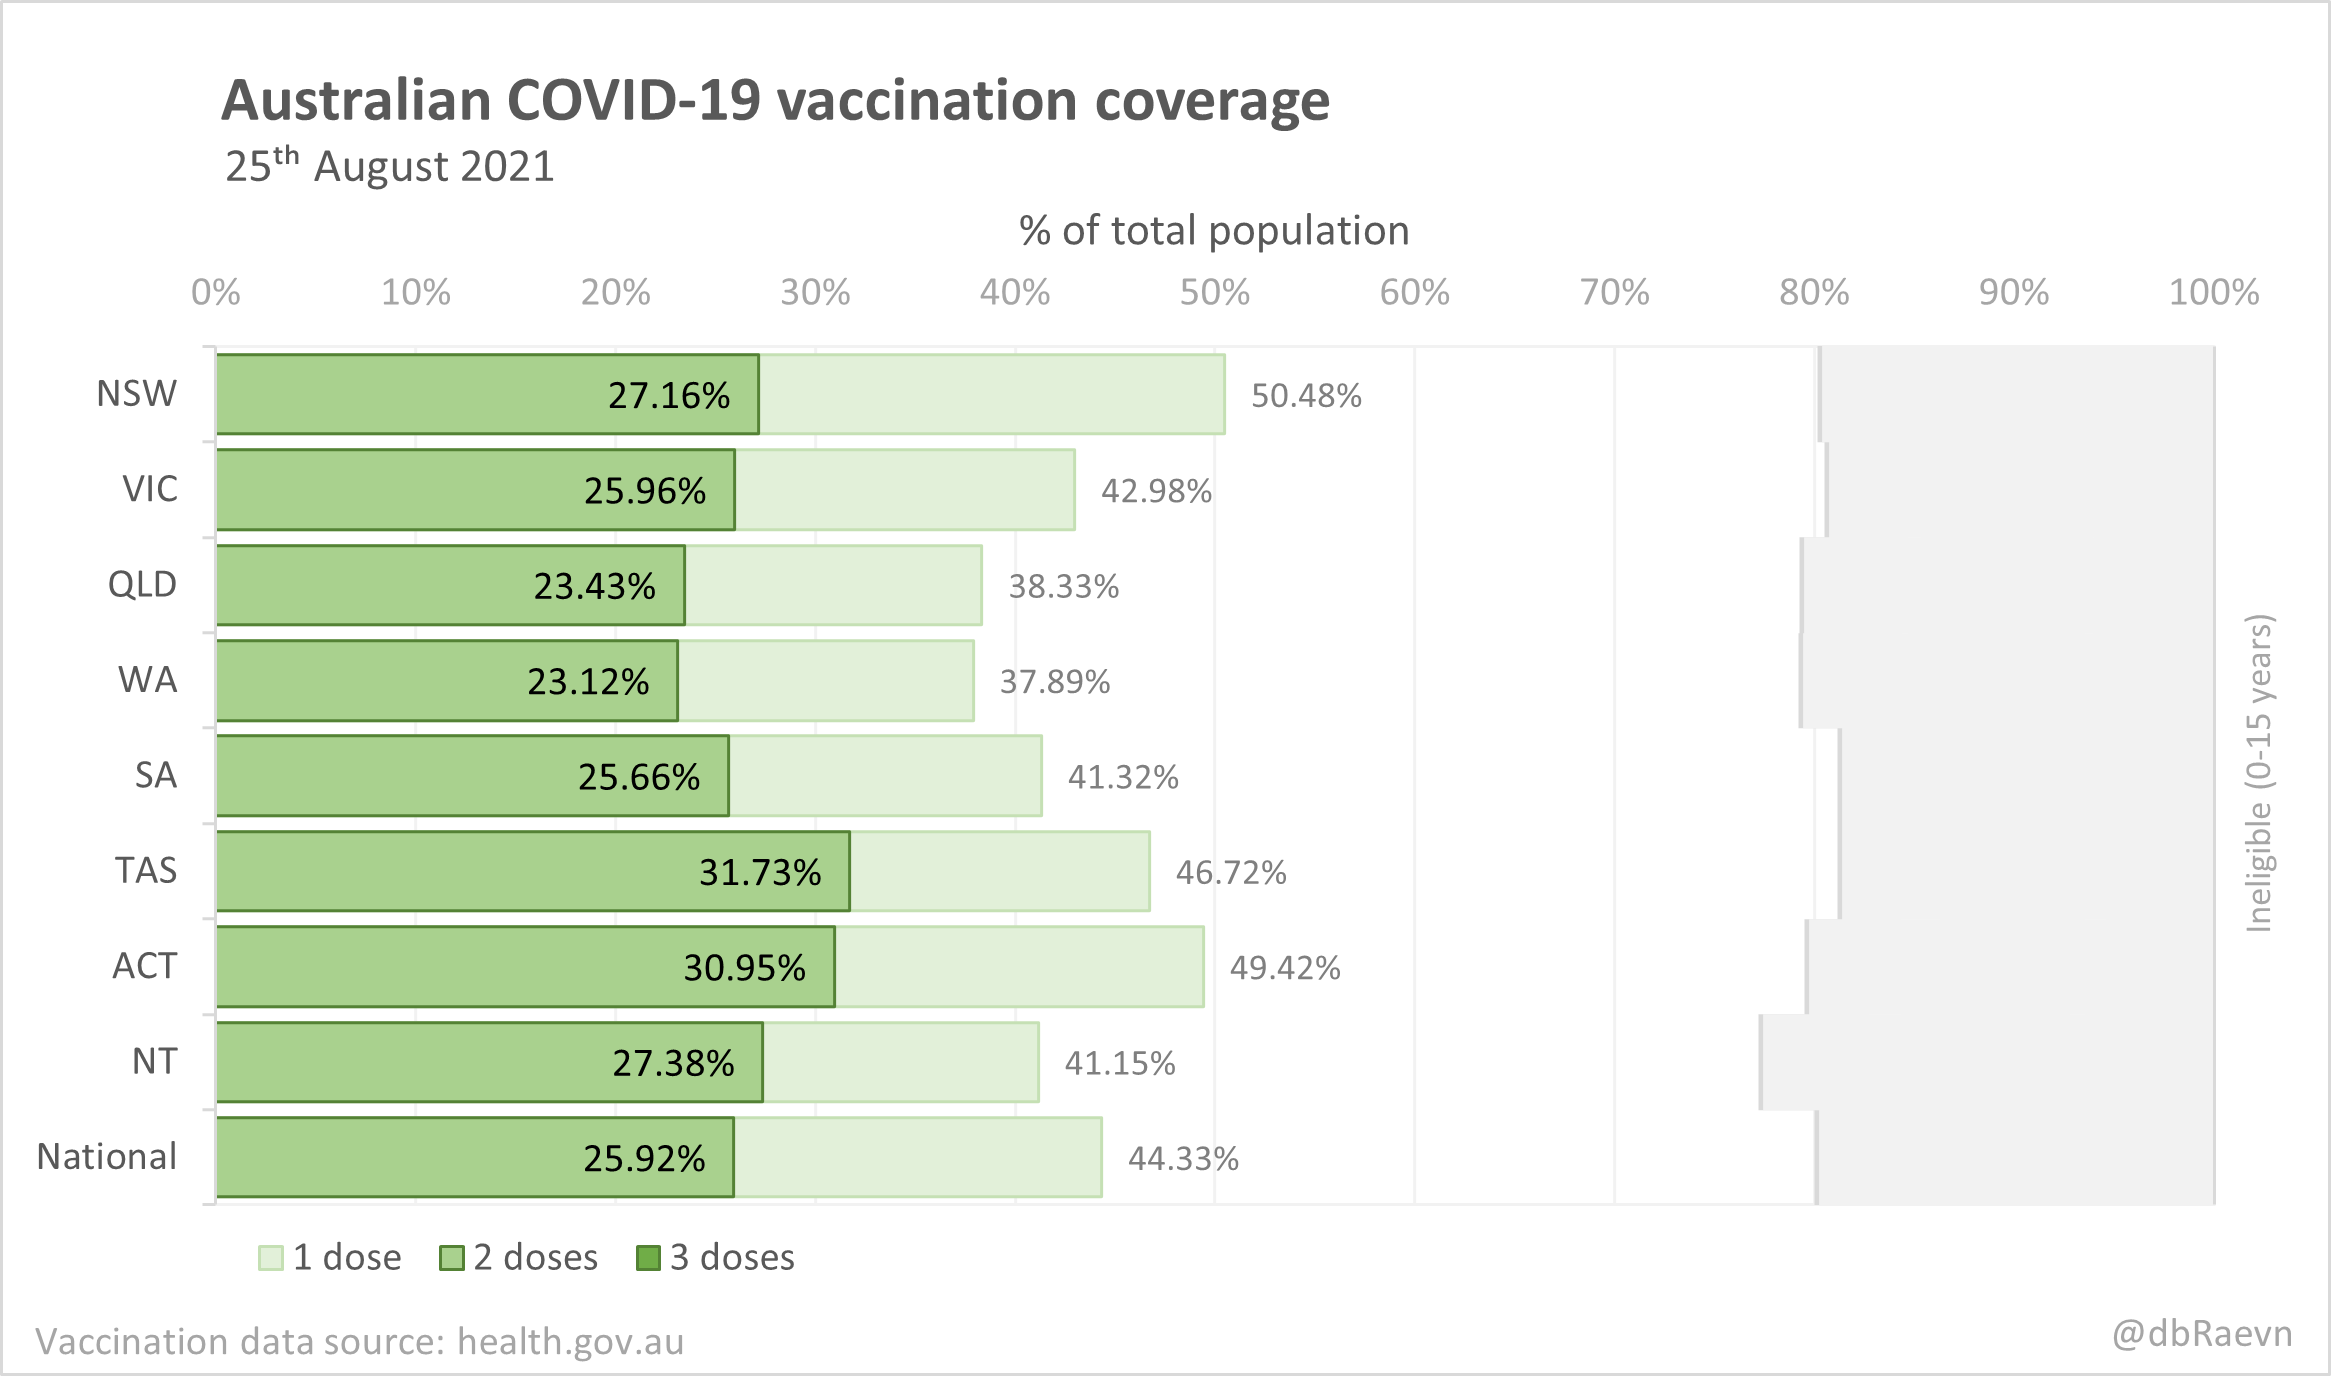 Australian COVID-19 vaccination coverage
25th August 2021
% of total population
0% 10% 20% 30% 40% 50% 60% 70% 80% 90% 100%
NSW 27.16% 50.48%
VIC 25.96% 42.98%
QLD 23.43% 38.33%
WA 23.12% 37.89%
SA 25.66% 41.32%
TAS 31.73% 46.72%
ACT 30.95% 49.42%
NT 27.38% 41.15%
National 25.92% 44.33%
Ineligible (0-15 years)
1 dose 2 doses 3 doses
Vaccination data source: health.gov.au
@dbRaevn